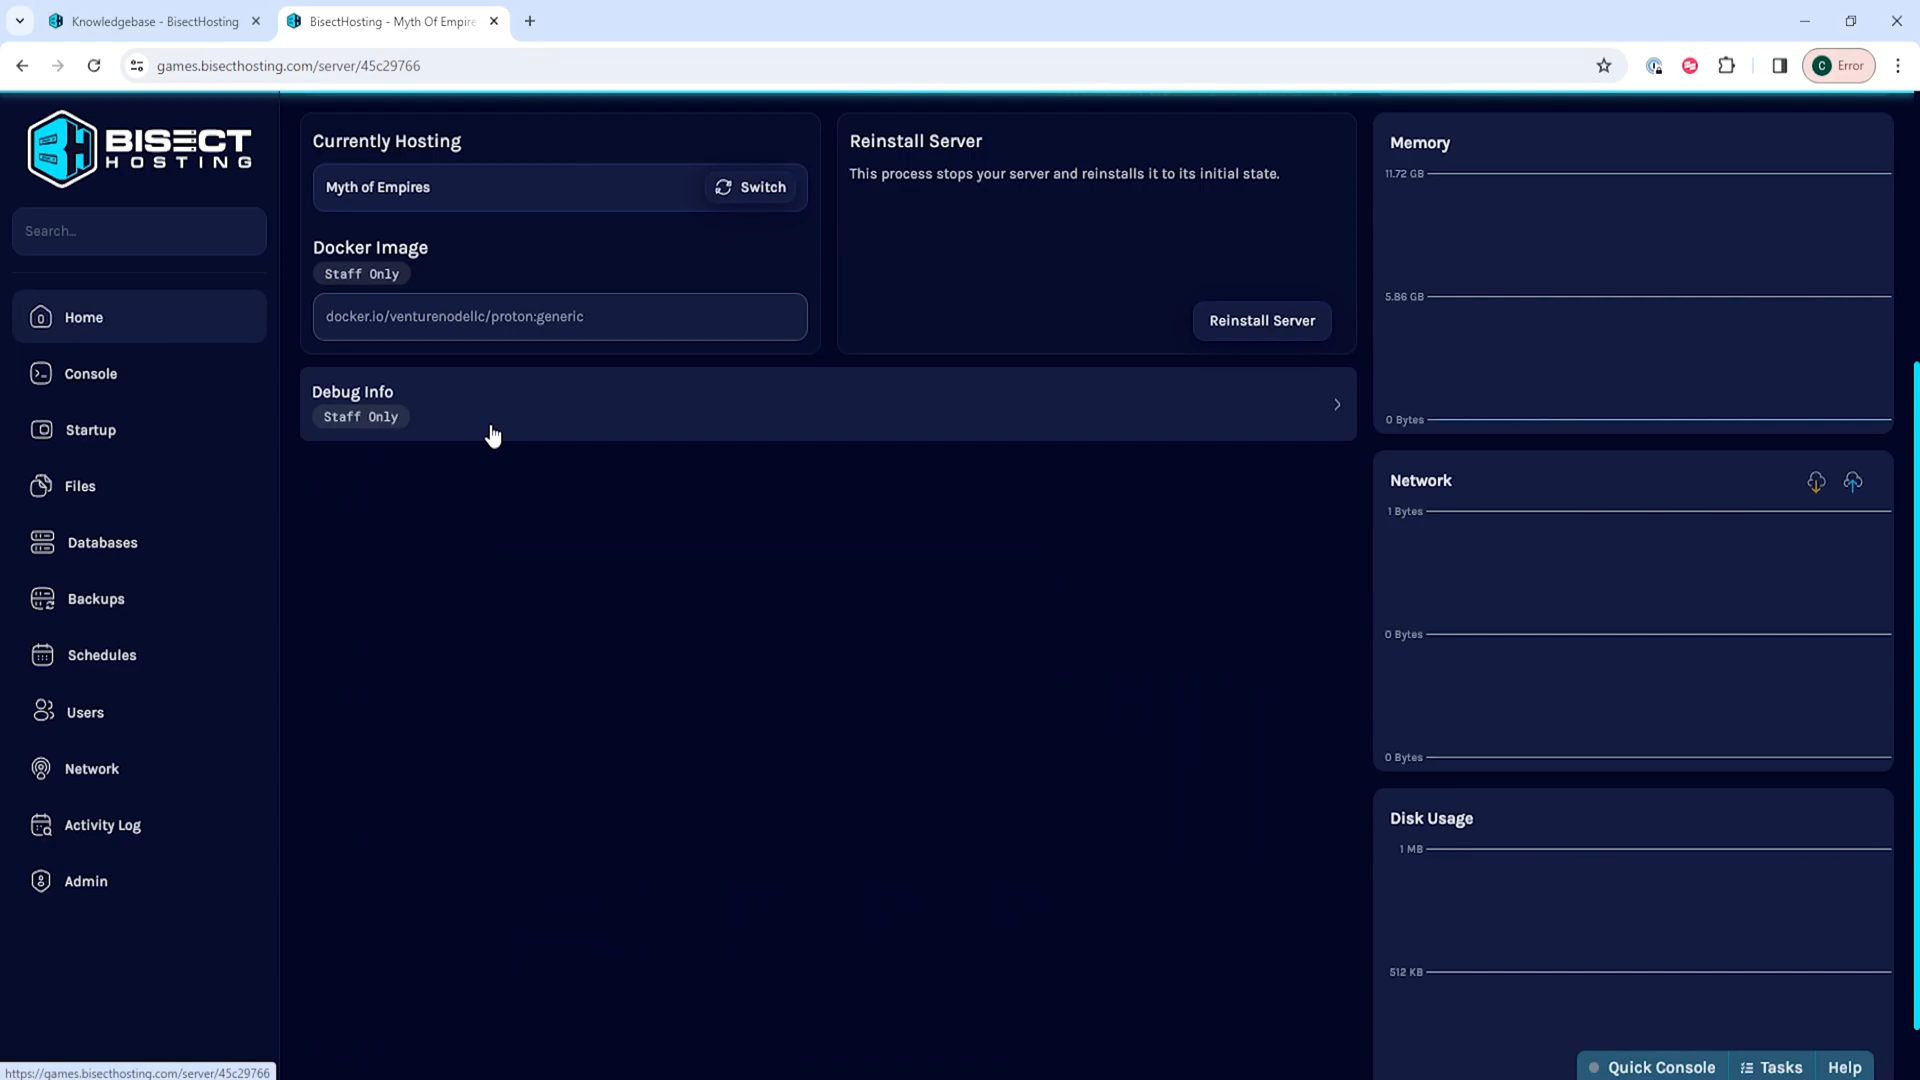 Knowledgebase - BisectHosting
BisectHosting - Myth Of Empire
games.bisecthosting.com/server/45c29766
C Error
BISECT
HOSTING
Search...
Home
Console
Startup
Files
Databases
Backups
Schedules
Users
Network
Activity Log
Admin
Currently Hosting
Myth of Empires
Switch
Docker Image
Staff Only
docker.io/venturenodellc/proton:generic
Reinstall Server
This process stops your server and reinstalls it to its initial state.
Reinstall Server
Debug Info
Staff Only
Memory
11.72 GB
5.86 GB
0 Bytes
Network
1 Bytes
0 Bytes
0 Bytes
Disk Usage
1 MB
512 KB
Quick Console
Tasks
Help
https://games.bisecthosting.com/server/45c29766